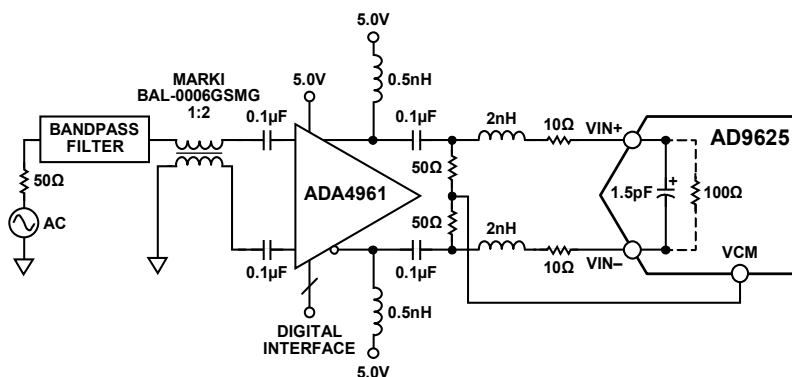 5.0V
MARKI
BAL-0006GSMG
1:2
5.0V
0.5nH
0.1µF
0.1µF
2nH
10Ω
VIN+
AD9625
BANDPASS
FILTER
50Ω
50Ω
AC
ADA4961
50Ω
1.5pF
+
100Ω
0.1µF
0.1µF
2nH
10Ω
VIN–
VCM
0.5nH
DIGITAL
INTERFACE
5.0V